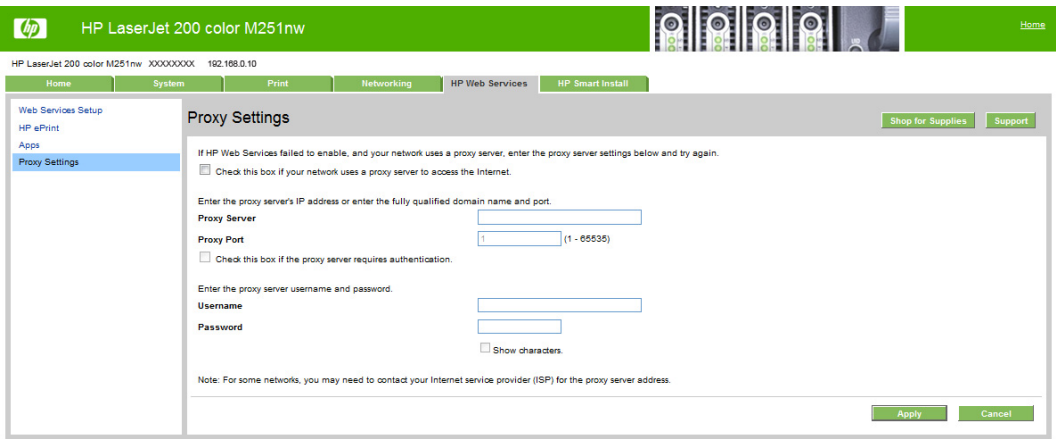 hp HP LaserJet 200 color M251nw Home
HP LaserJet 200 color M251nw XXXXXXXX 192.168.0.10
Home System Print Networking HP Web Services HP Smart Install
Web Services Setup
HP ePrint
Apps
Proxy Settings
Proxy Settings
Shop for Supplies Support
If HP Web Services failed to enable, and your network uses a proxy server, enter the proxy server settings below and try again.
Check this box if your network uses a proxy server to access the Internet.
Enter the proxy server's IP address or enter the fully qualified domain name and port.
Proxy Server
Proxy Port 1 (1 - 65535)
Check this box if the proxy server requires authentication.
Enter the proxy server username and password.
Username
Password
Show characters.
Note: For some networks, you may need to contact your Internet service provider (ISP) for the proxy server address.
Apply Cancel